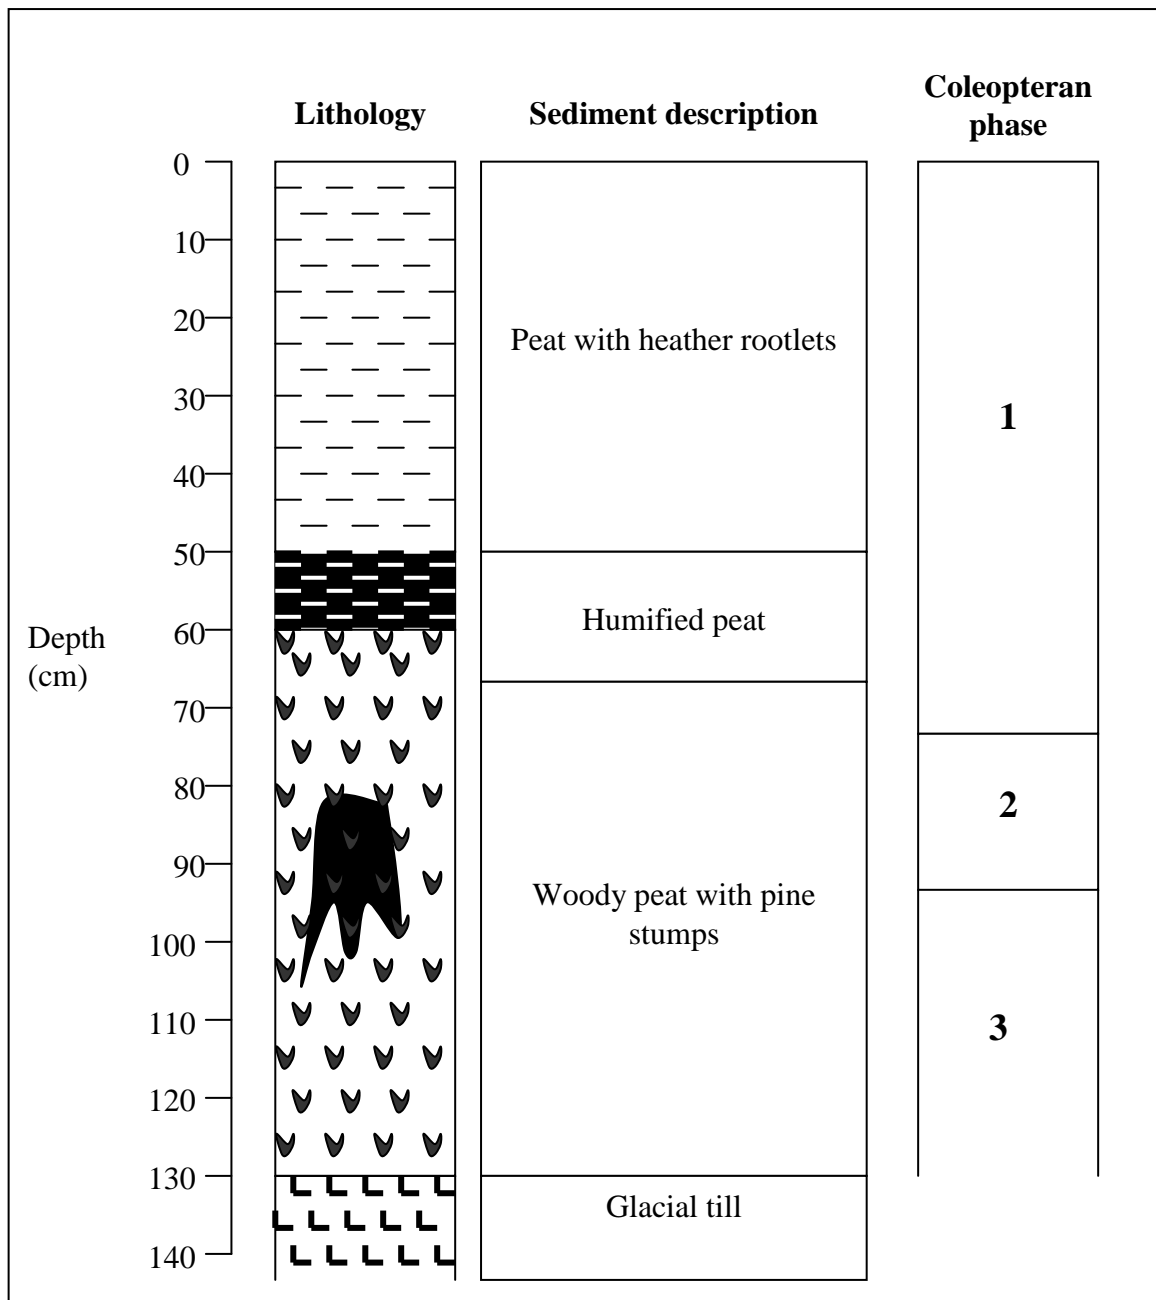 Lithology
Sediment description
Coleopteran
phase
0
10
20
30
40
50
60
70
80
90
100
110
120
130
140
Depth
(cm)
Peat with heather rootlets
Humified peat
Woody peat with pine
stumps
Glacial till
1
2
3